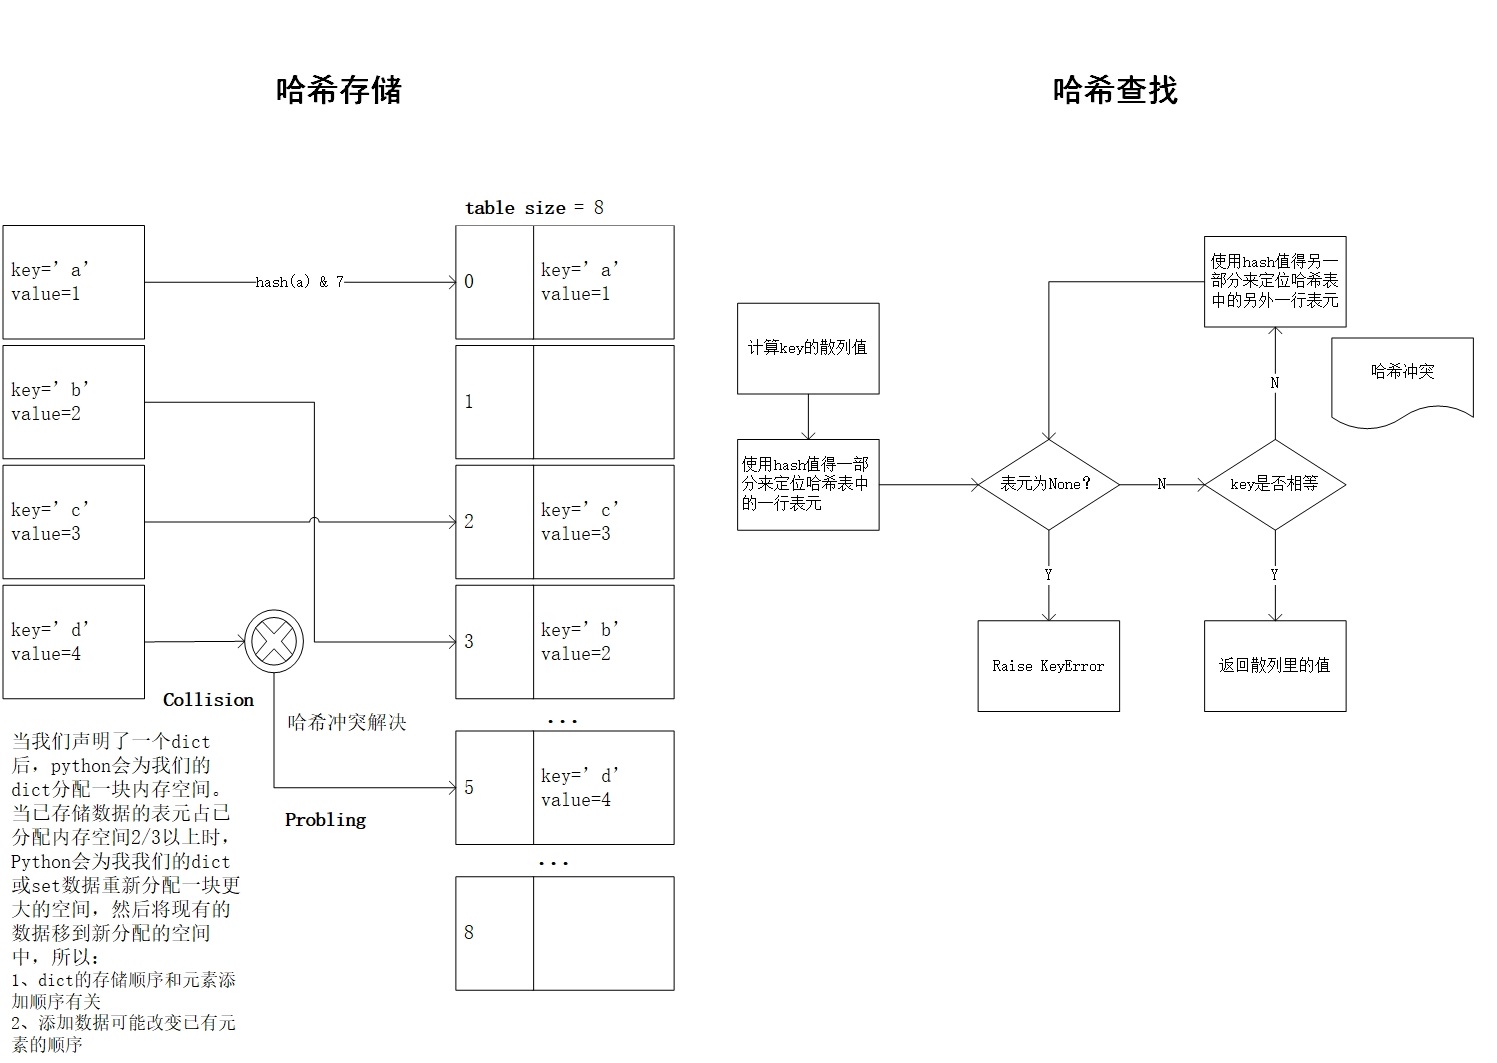 哈希存储
哈希查找
table size = 8
key=’a’
value=1
hash(a) & 7
0
key=’a’
value=1
key=’b’
value=2
1
key=’c’
value=3
2
key=’c’
value=3
key=’d’
value=4
3
key=’b’
value=2
Collision
哈希冲突解决
...
5
key=’d’
value=4
Probling
...
8
当我们声明了一个dict
后，python会为我们的
dict分配一块内存空间。
当已存储数据的表元占已
分配内存空间2/3以上时，
Python会为我我们的dict
或set数据重新分配一块更
大的空间，然后将现有的
数据移到新分配的空间
中，所以：
1、dict的存储顺序和元素添
加顺序有关
2、添加数据可能改变已有元
素的顺序
计算key的散列值
使用hash值得一部
分来定位哈希表中
的一行表元
表元为None？
N
key是否相等
N
使用hash值得另一
部分来定位哈希表
中的另外一行表元
哈希冲突
Y
Raise KeyError
Y
返回散列里的值